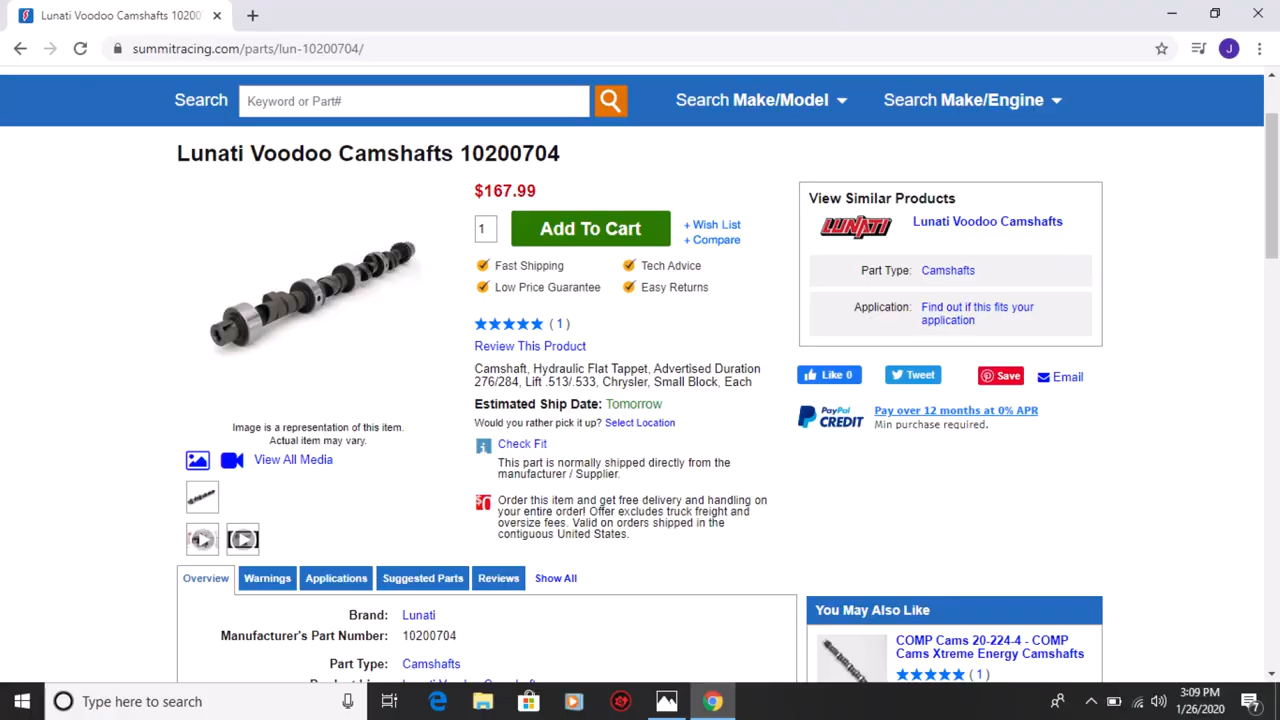 Lunati Voodoo Camshafts 10200
summitracing.com/parts/lun-10200704/
J
Search
Keyword or Part#
Search Make/Model
Search Make/Engine
Lunati Voodoo Camshafts 10200704
$167.99
1
Add To Cart
+ Wish List
+ Compare
Fast Shipping
Tech Advice
Low Price Guarantee
Easy Returns
( 1 )
Review This Product
Camshaft, Hydraulic Flat Tappet, Advertised Duration
276/284, Lift .513/.533, Chrysler, Small Block, Each
Estimated Ship Date: Tomorrow
Would you rather pick it up? Select Location
Check Fit
This part is normally shipped directly from the
manufacturer / Supplier.
Order this item and get free delivery and handling on
your entire order! Offer excludes truck freight and
oversize fees. Valid on orders shipped in the
contiguous United States.
Image is a representation of this item.
Actual item may vary.
View All Media
View Similar Products
LUNATI
Lunati Voodoo Camshafts
Part Type: Camshafts
Application: Find out if this fits your
application
Like 0
Tweet
Save
Email
PayPal
CREDIT
Pay over 12 months at 0% APR
Min purchase required.
Overview
Warnings
Applications
Suggested Parts
Reviews
Show All
Brand: Lunati
Manufacturer's Part Number: 10200704
Part Type: Camshafts
You May Also Like
COMP Cams 20-224-4 - COMP
Cams Xtreme Energy Camshafts
( 1 )
Type here to search
3:09 PM
1/26/2020
7